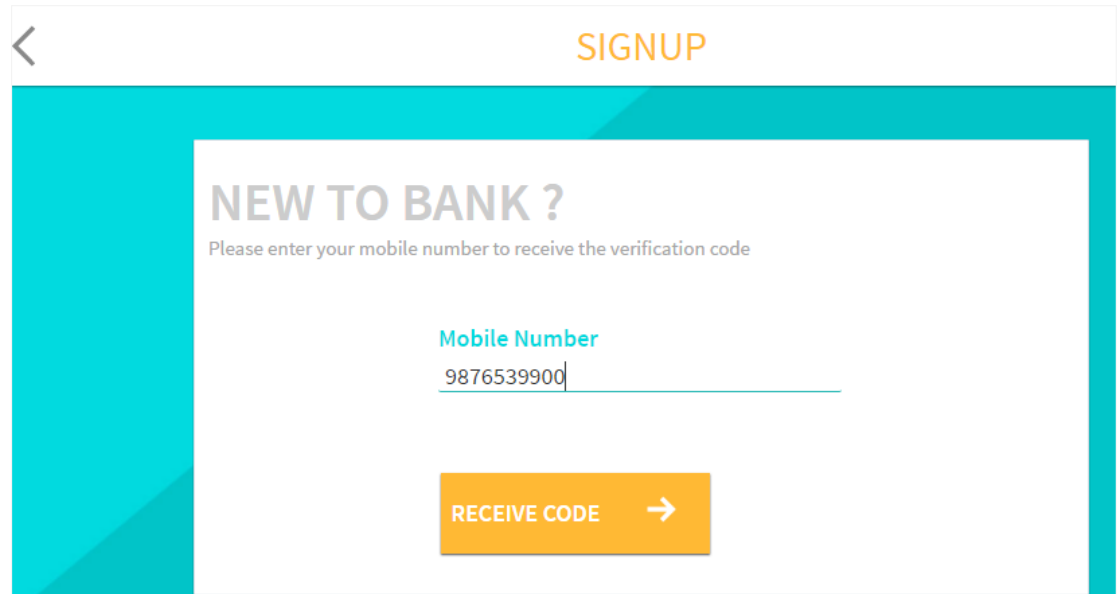 SIGNUP
NEW TO BANK ?
Please enter your mobile number to receive the verification code
Mobile Number
9876539900
RECEIVE CODE